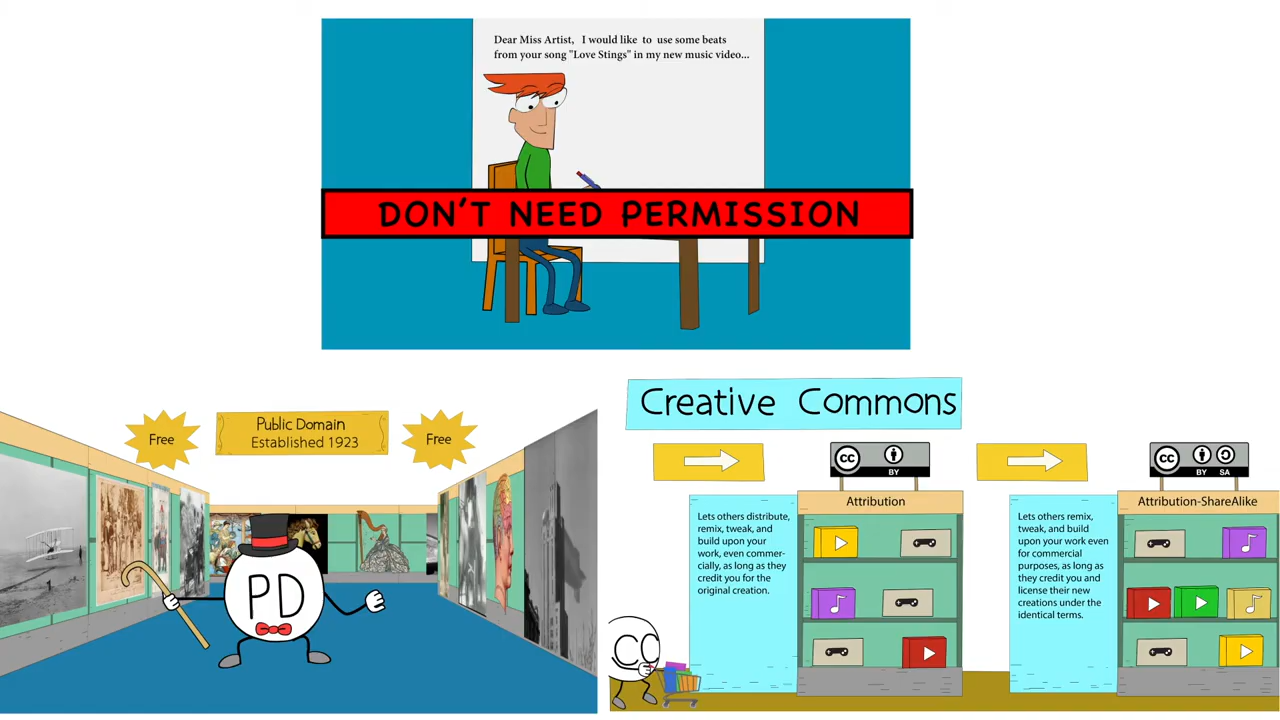 Dear Miss Artist, I would like to use some beats
from your song "Love Stings" in my new music video...
DON'T NEED PERMISSION
Free
Public Domain
Established 1923
Free
PD
Creative Commons
CC
BY
Attribution
Lets others distribute,
remix, tweak, and
build upon your
work, even commer-
cially, as long as they
credit you for the
original creation.
CC
BY SA
Attribution-ShareAlike
Lets others remix,
tweak, and build
upon your work even
for commercial
purposes, as long as
they credit you and
license their new
creations under the
identical terms.
CC